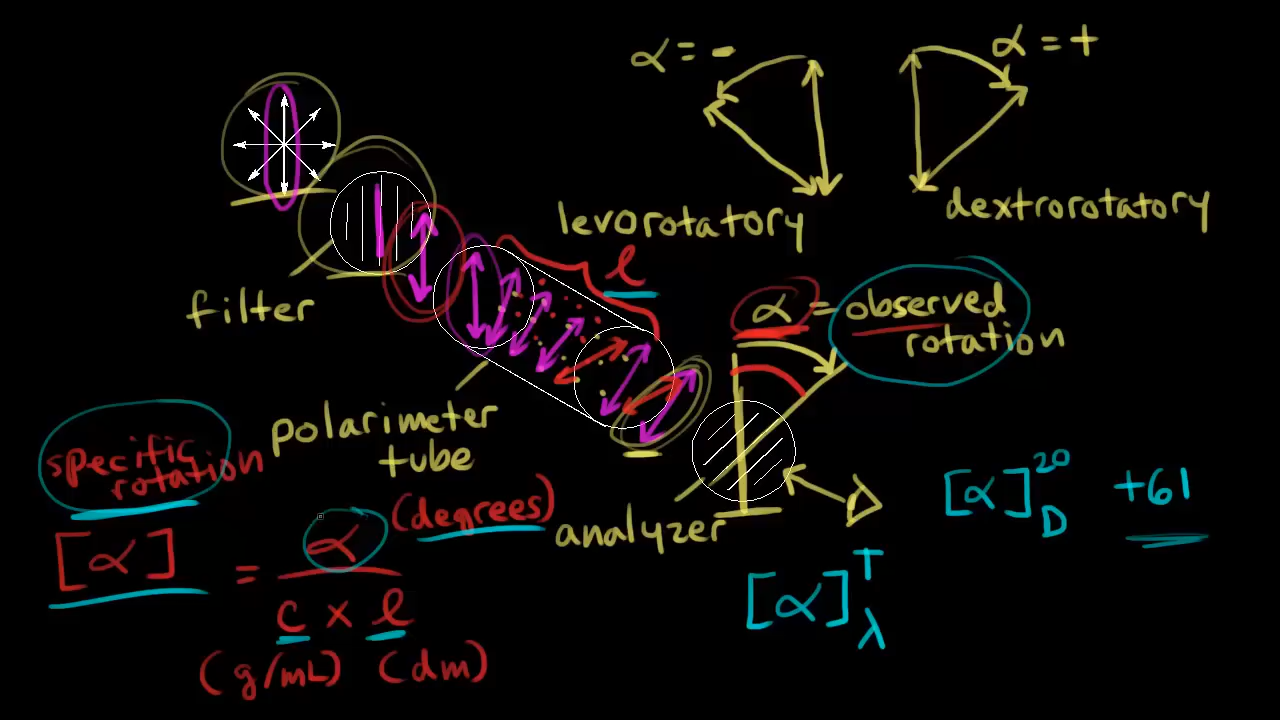 α = -
α = +
levorotatory
dextrorotatory
filter
l
α = observed
rotation
polarimeter
tube
analyzer
specific
rotation
[α] = α (degrees)
c x l
(g/mL) (dm)
[α]²⁰D +61
[α]ᵀλ